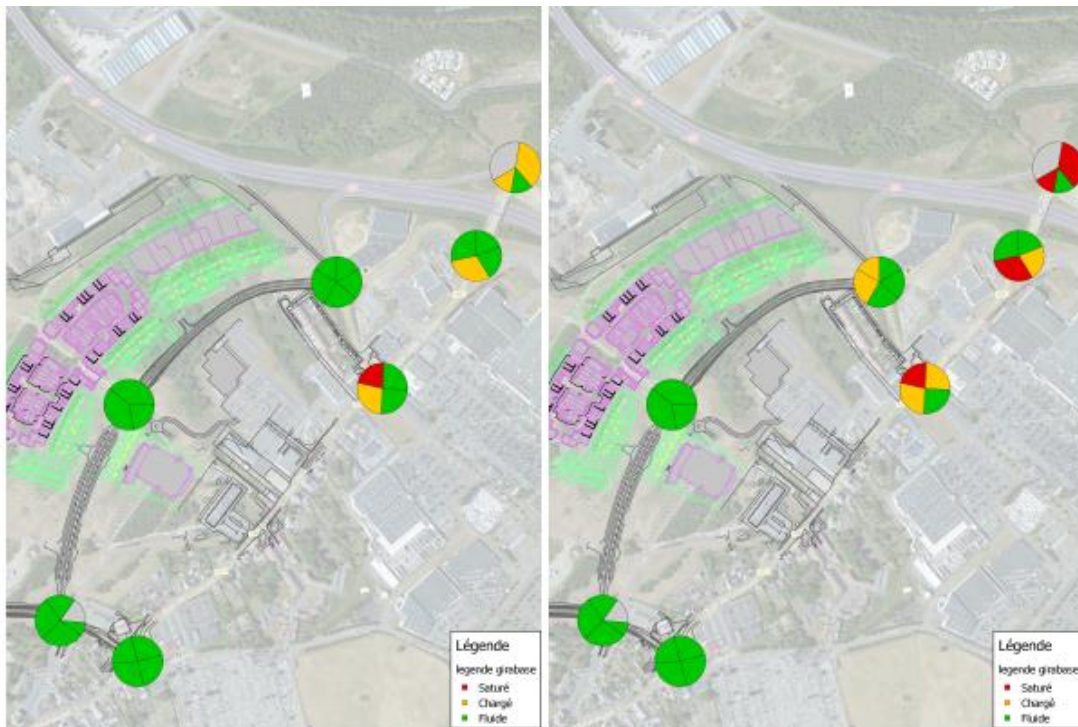 Légende
legende girabase
Saturé
Chargé
Fluide
Légende
legende girabase
Saturé
Chargé
Fluide